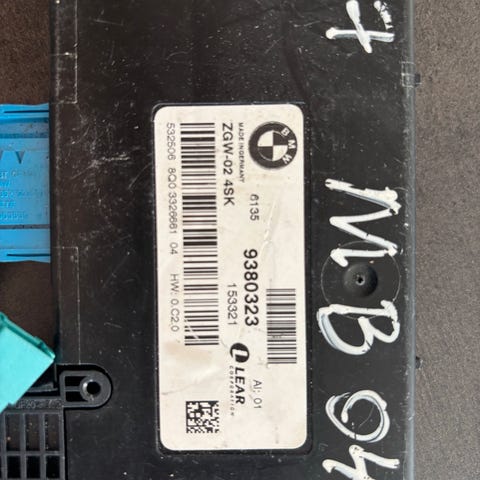 BMW
MADE IN GERMANY
ZGW-02 4SK
6135 9380323 AI: 01
153321
LEAR
CORPORATION
532506 8Q0 3326661 04 HW: 0.C2.0
7
MB 04